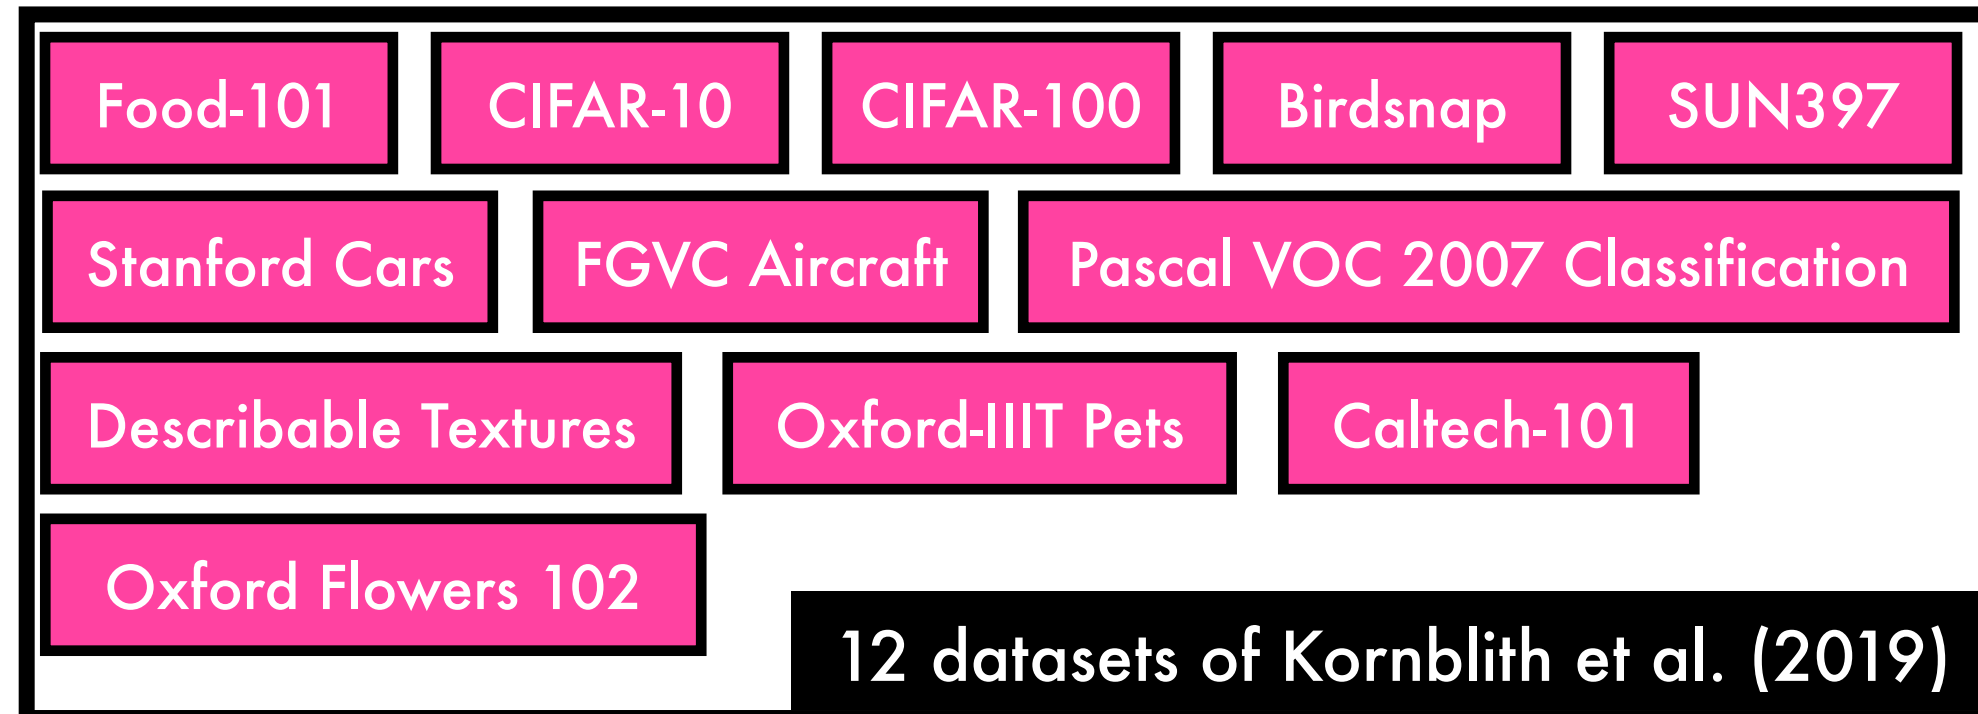 Food-101
CIFAR-10
CIFAR-100
Birdsnap
SUN397
Stanford Cars
FGVC Aircraft
Pascal VOC 2007 Classification
Describable Textures
Oxford-IIIT Pets
Caltech-101
Oxford Flowers 102
12 datasets of Kornblith et al. (2019)